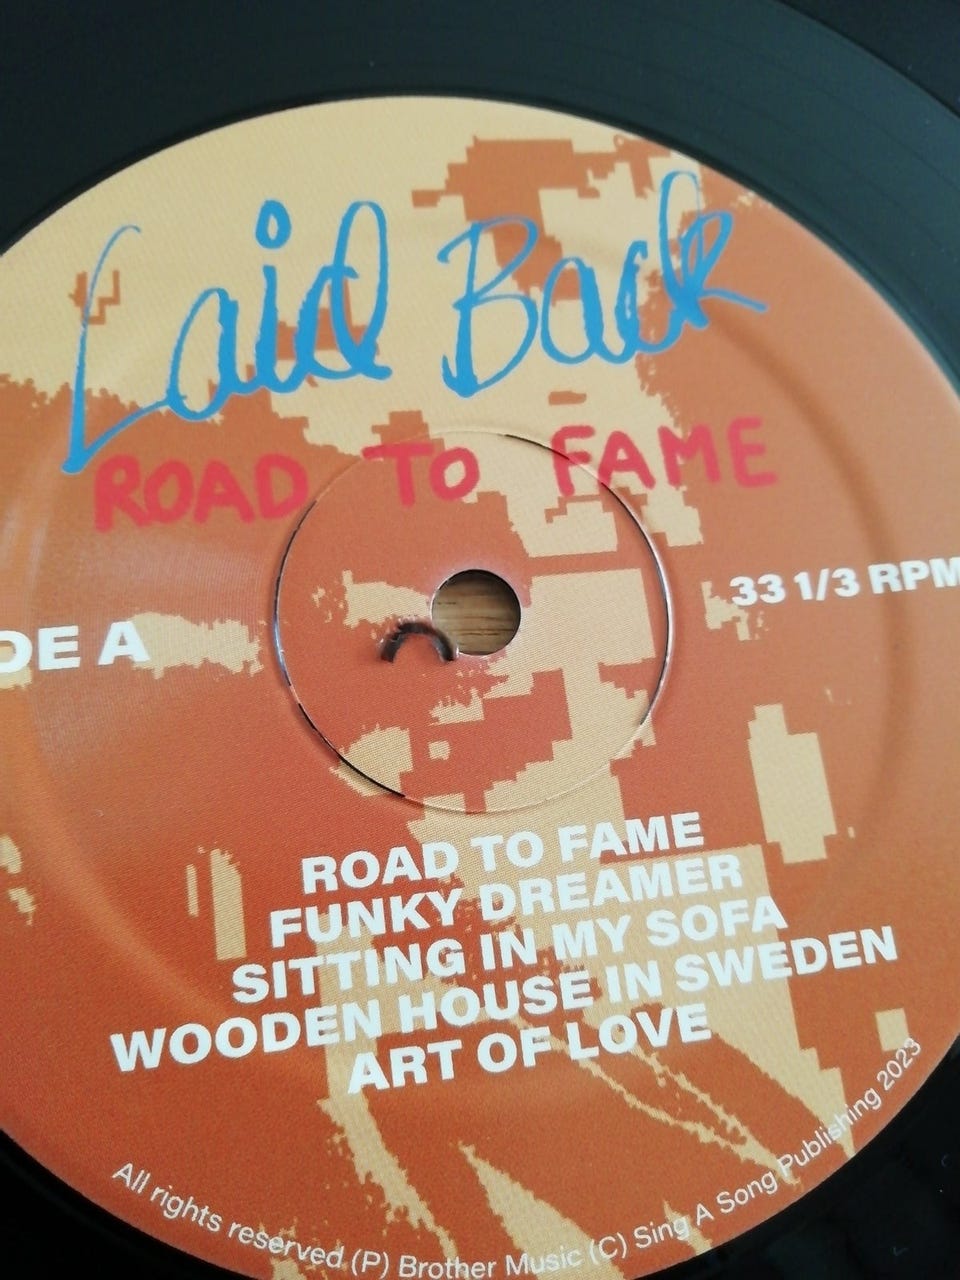 Laid Back
ROAD TO FAME
33 1/3 RPM
DE A
ROAD TO FAME
FUNKY DREAMER
SITTING IN MY SOFA
WOODEN HOUSE IN SWEDEN
ART OF LOVE
All rights reserved (P) Brother Music (C) Sing A Song Publishing 2023